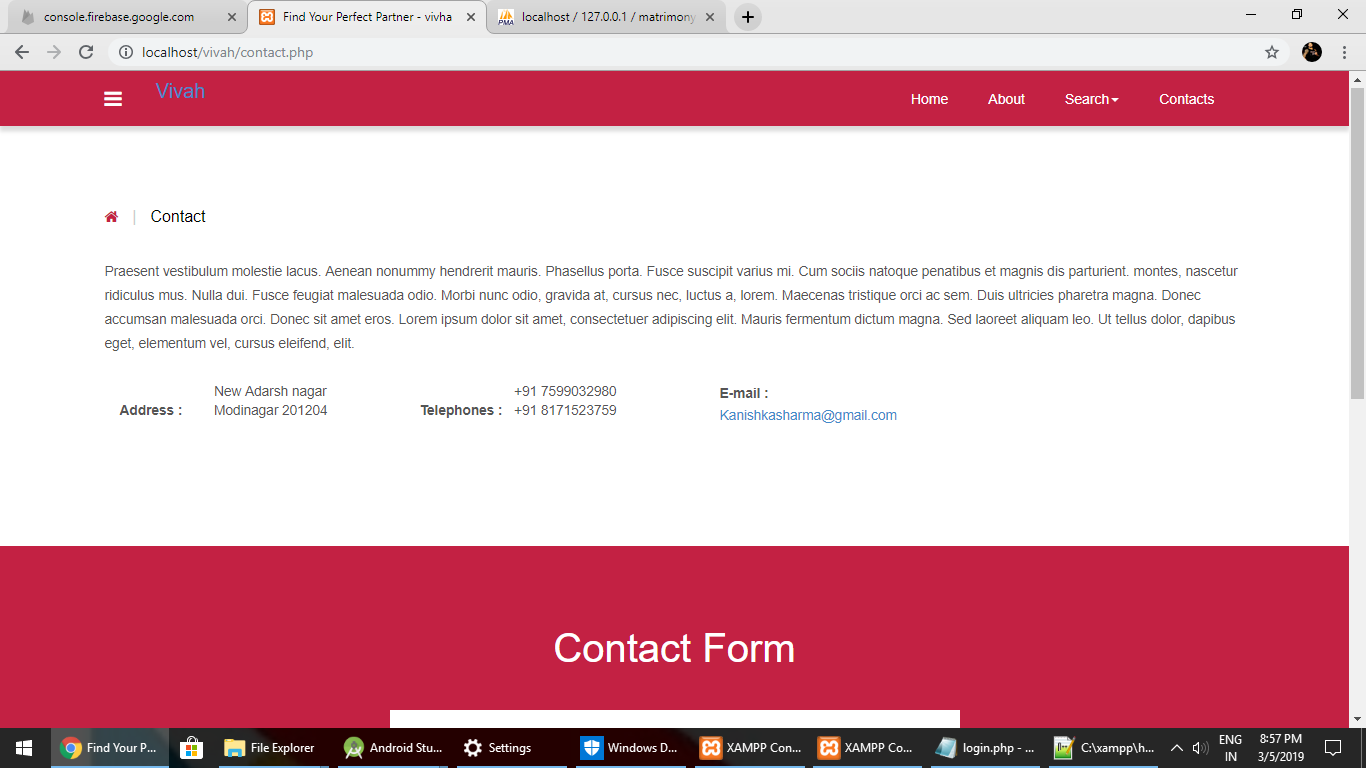 console.firebase.google.com
Find Your Perfect Partner - vivha
localhost / 127.0.0.1 / matrimony
localhost/vivah/contact.php
Vivah
Home
About
Search
Contacts
| Contact
Praesent vestibulum molestie lacus. Aenean nonummy hendrerit mauris. Phasellus porta. Fusce suscipit varius mi. Cum sociis natoque penatibus et magnis dis parturient. montes, nascetur
ridiculus mus. Nulla dui. Fusce feugiat malesuada odio. Morbi nunc odio, gravida at, cursus nec, luctus a, lorem. Maecenas tristique orci ac sem. Duis ultricies pharetra magna. Donec
accumsan malesuada orci. Donec sit amet eros. Lorem ipsum dolor sit amet, consectetuer adipiscing elit. Mauris fermentum dictum magna. Sed laoreet aliquam leo. Ut tellus dolor, dapibus
eget, elementum vel, cursus eleifend, elit.
Address :
New Adarsh nagar
Modinagar 201204
Telephones :
+91 7599032980
+91 8171523759
E-mail :
Kanishkasharma@gmail.com
Contact Form
Find Your P...
File Explorer
Android Stu...
Settings
Windows D...
XAMPP Con...
XAMPP Co...
login.php - ...
C:\xampp\h...
ENG
IN
8:57 PM
3/5/2019
PMA